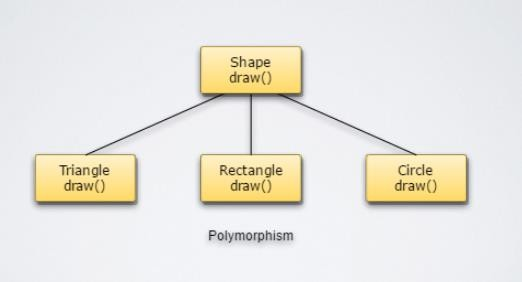 Shape
draw()
Triangle
draw()
Rectangle
draw()
Circle
draw()
Polymorphism